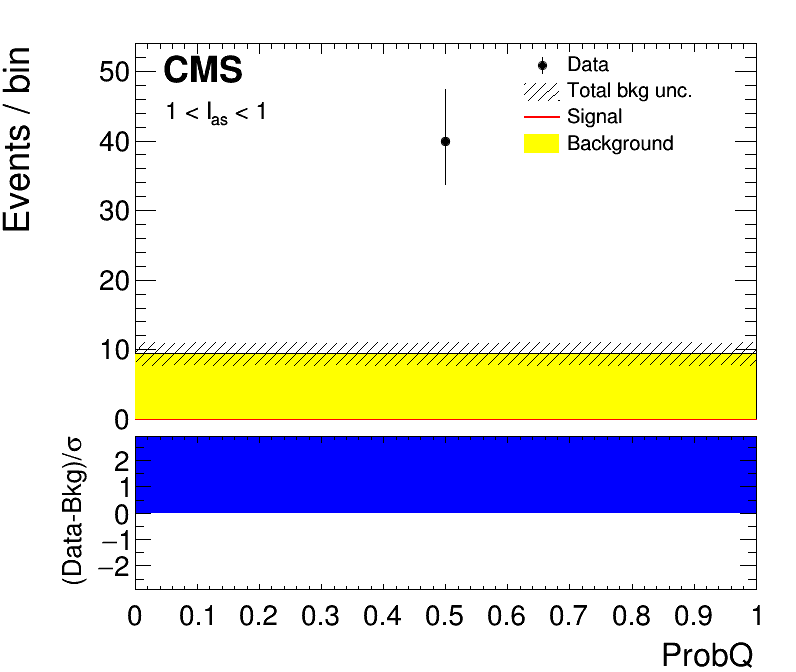 CMS
1 < Ias < 1
Data
Total bkg unc.
Signal
Background
Events / bin
50
40
30
20
10
0
(Data-Bkg)/σ
2
1
0
−1
−2
0 0.1 0.2 0.3 0.4 0.5 0.6 0.7 0.8 0.9 1
ProbQ